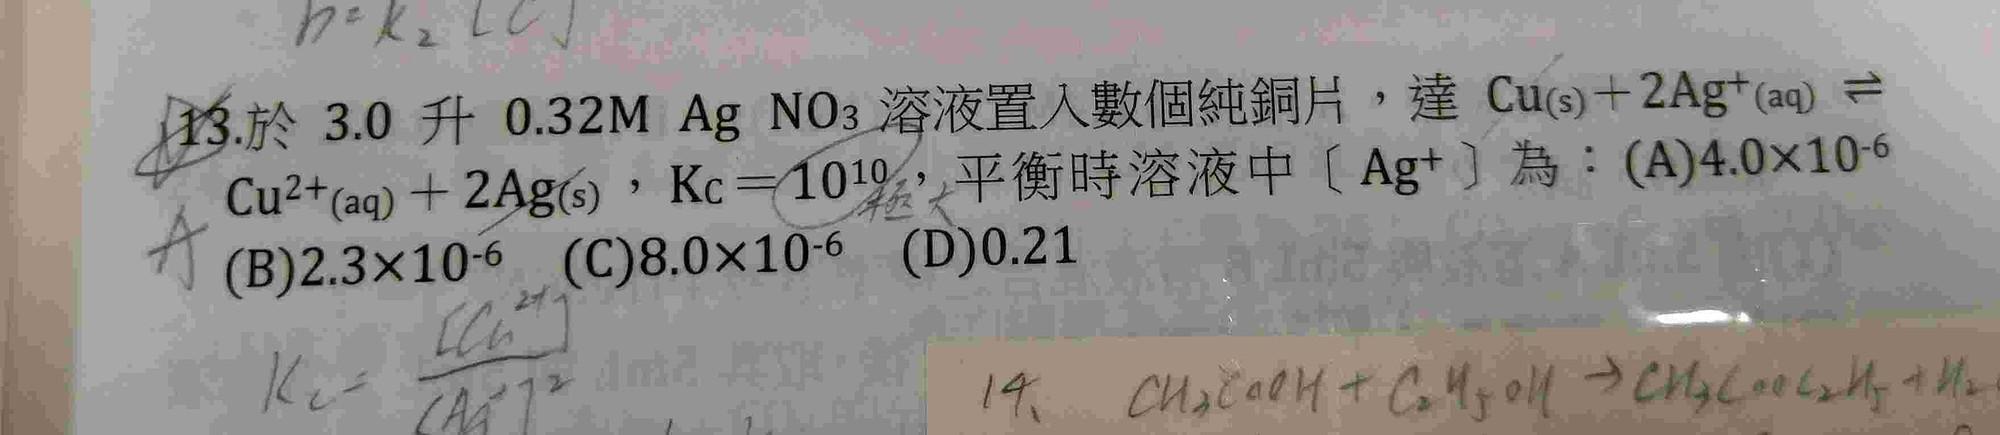 h = K₂ [C]
13.於 3.0 升 0.32M Ag NO₃ 溶液置入數個純銅片，達 Cu(s)＋2Ag⁺(aq) ⇌
Cu²⁺(aq)＋2Ag(s)，Kc＝10¹⁰，平衡時溶液中〔 Ag⁺ 〕為：(A)4.0×10⁻⁶
極大
A
(B)2.3×10⁻⁶ (C)8.0×10⁻⁶ (D)0.21
Kc = [Cu²⁺]
[Ag⁺]²
14、 CH₃COOH + C₂H₅OH → CH₃COOC₂H₅ + H₂